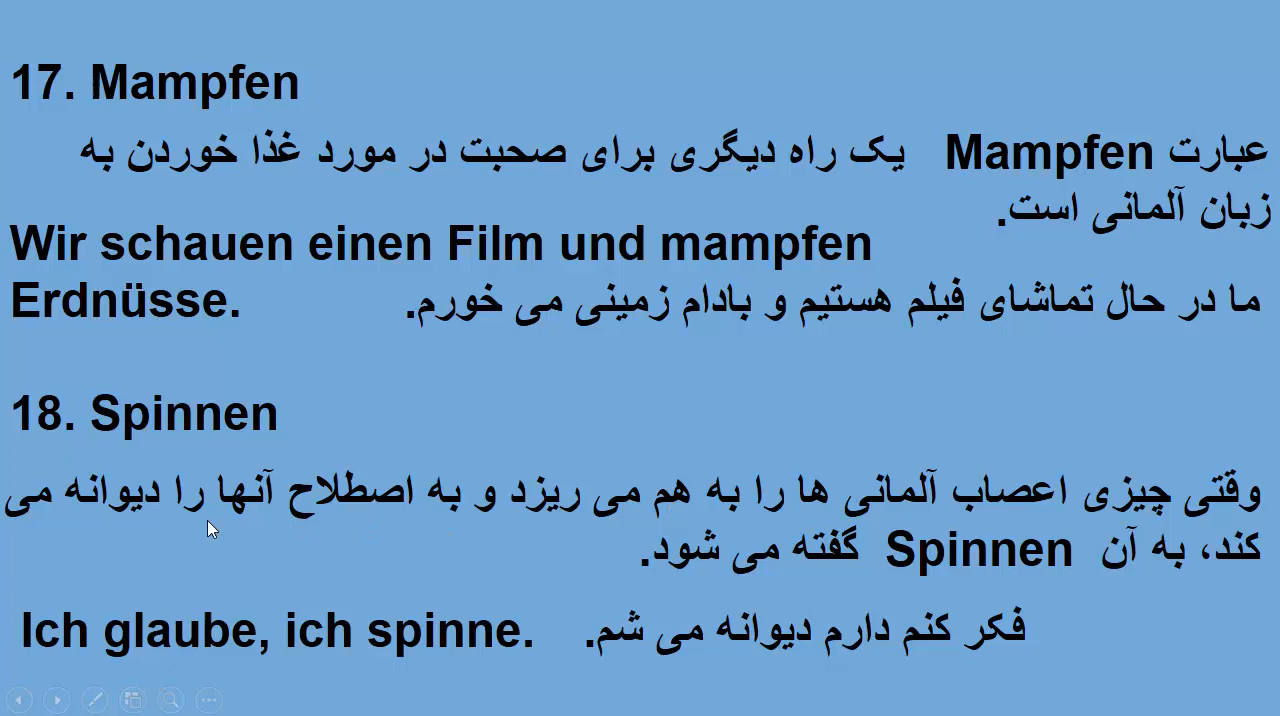 17. Mampfen
عبارت Mampfen یک راه دیگری برای صحبت در مورد غذا خوردن به
زبان آلمانی است.
Wir schauen einen Film und mampfen
Erdnüsse.
ما در حال تماشای فیلم هستیم و بادام زمینی می خورم.
18. Spinnen
وقتی چیزی اعصاب آلمانی ها را به هم می ریزد و به اصطلاح آنها را دیوانه می
کند، به آن Spinnen گفته می شود.
Ich glaube, ich spinne.
فکر کنم دارم دیوانه می شم.